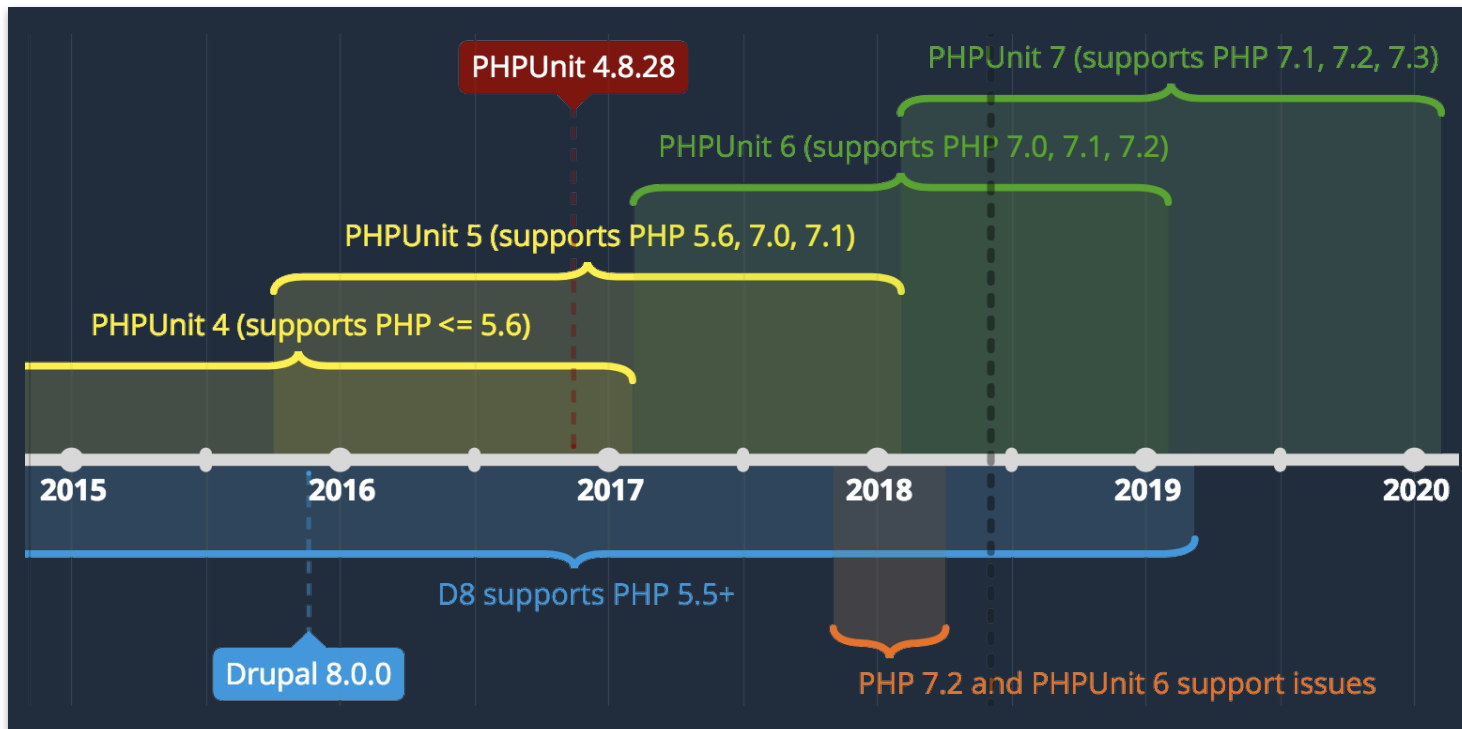 PHPUnit 4.8.28
PHPUnit 7 (supports PHP 7.1, 7.2, 7.3)
PHPUnit 6 (supports PHP 7.0, 7.1, 7.2)
PHPUnit 5 (supports PHP 5.6, 7.0, 7.1)
PHPUnit 4 (supports PHP <= 5.6)
2015 2016 2017 2018 2019 2020
D8 supports PHP 5.5+
Drupal 8.0.0
PHP 7.2 and PHPUnit 6 support issues